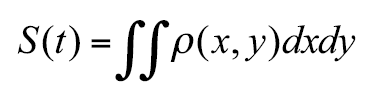 S(t) = ∬ρ(x, y)dxdy